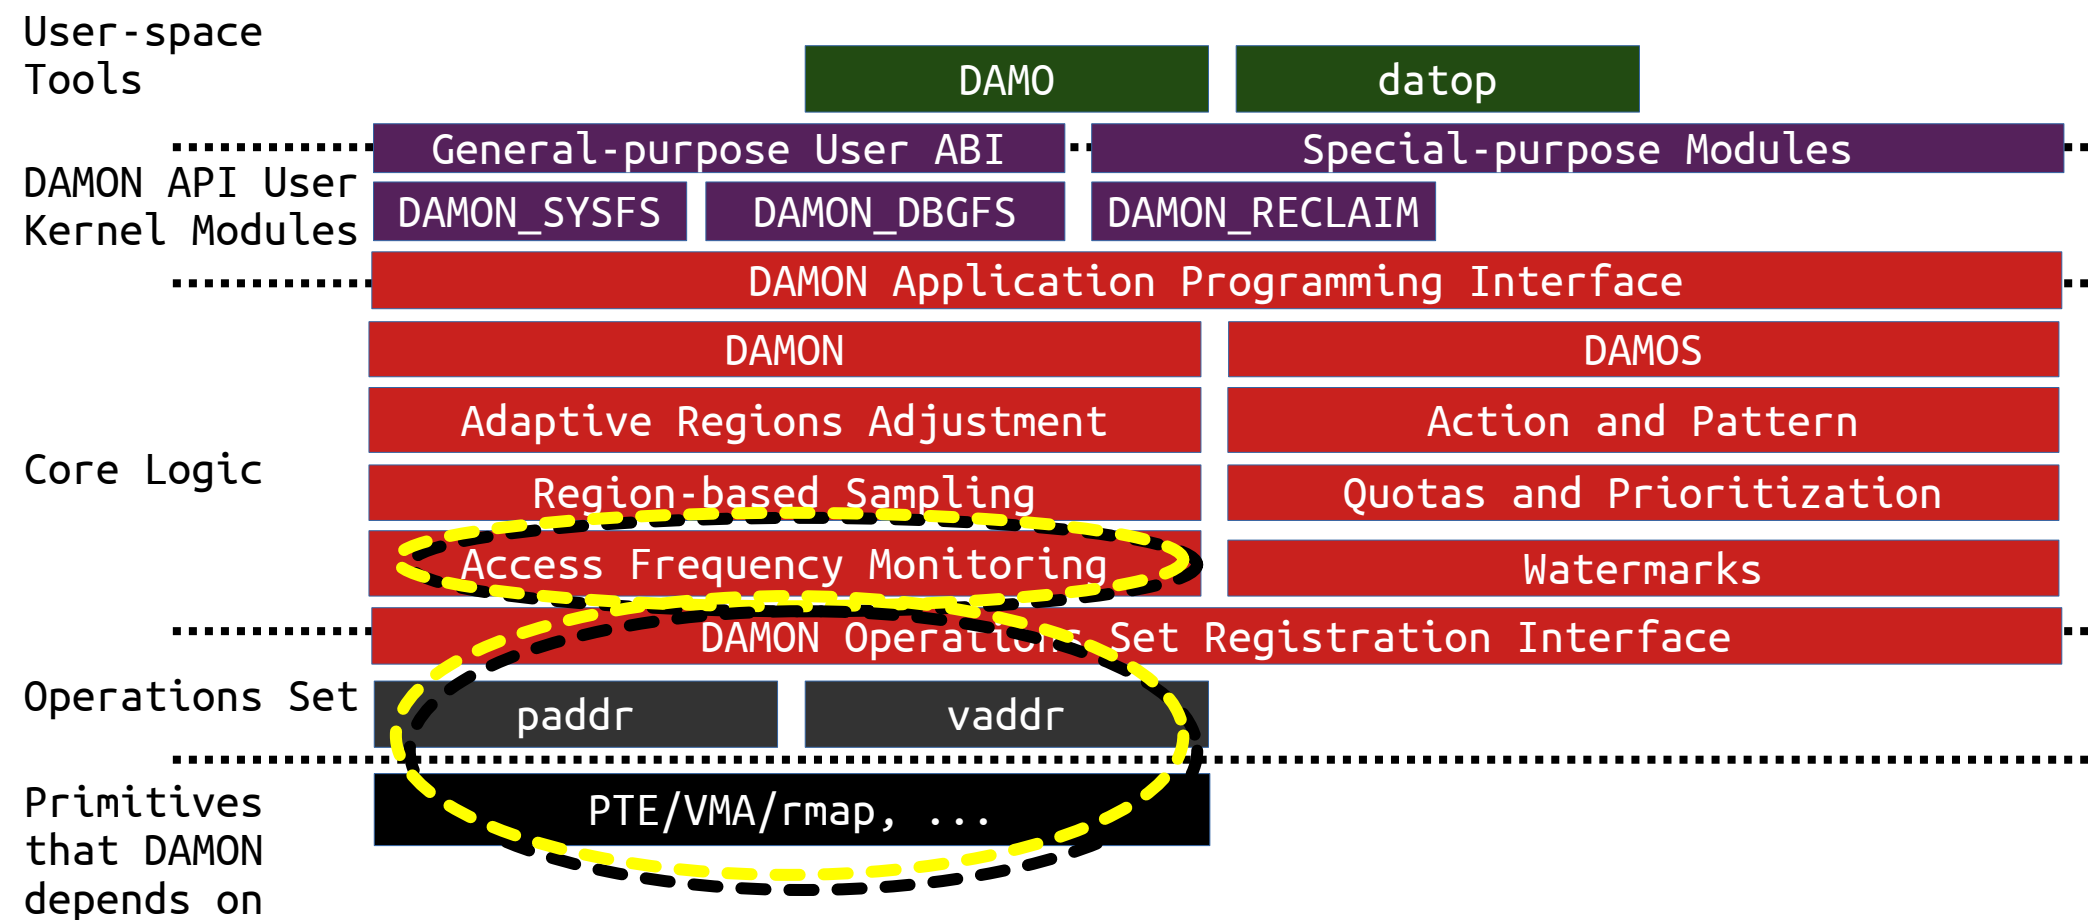 User-space
Tools
DAMO
datop
General-purpose User ABI
Special-purpose Modules
DAMON API User
Kernel Modules
DAMON_SYSFS
DAMON_DBGFS
DAMON_RECLAIM
DAMON Application Programming Interface
DAMON
DAMOS
Adaptive Regions Adjustment
Action and Pattern
Core Logic
Region-based Sampling
Quotas and Prioritization
Access Frequency Monitoring
Watermarks
DAMON Operations Set Registration Interface
Operations Set
paddr
vaddr
Primitives
that DAMON
depends on
PTE/VMA/rmap, ...